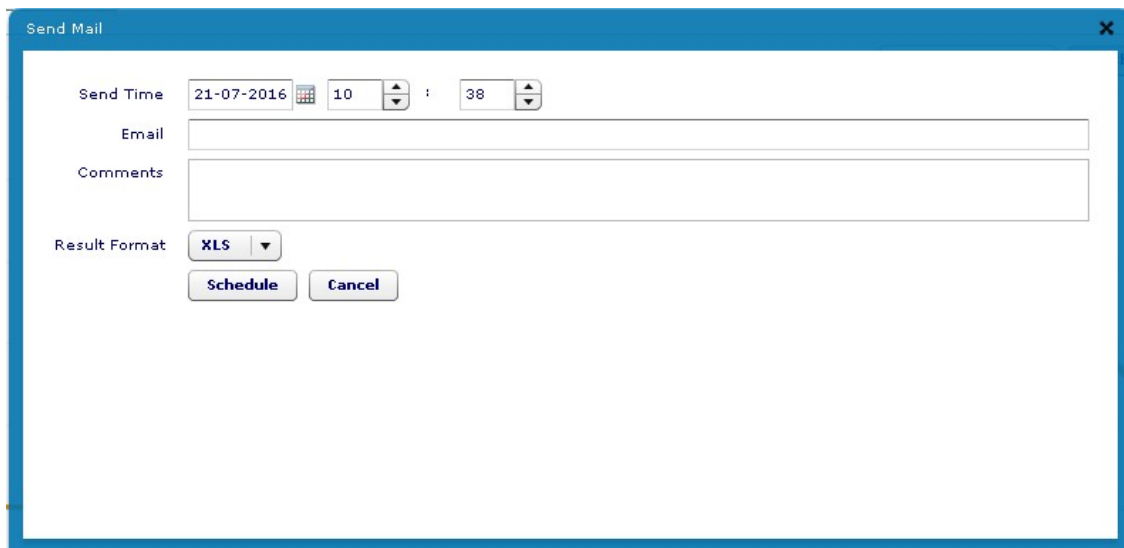 Send Mail
Send Time 21-07-2016 10 : 38
Email
Comments
Result Format XLS
Schedule Cancel